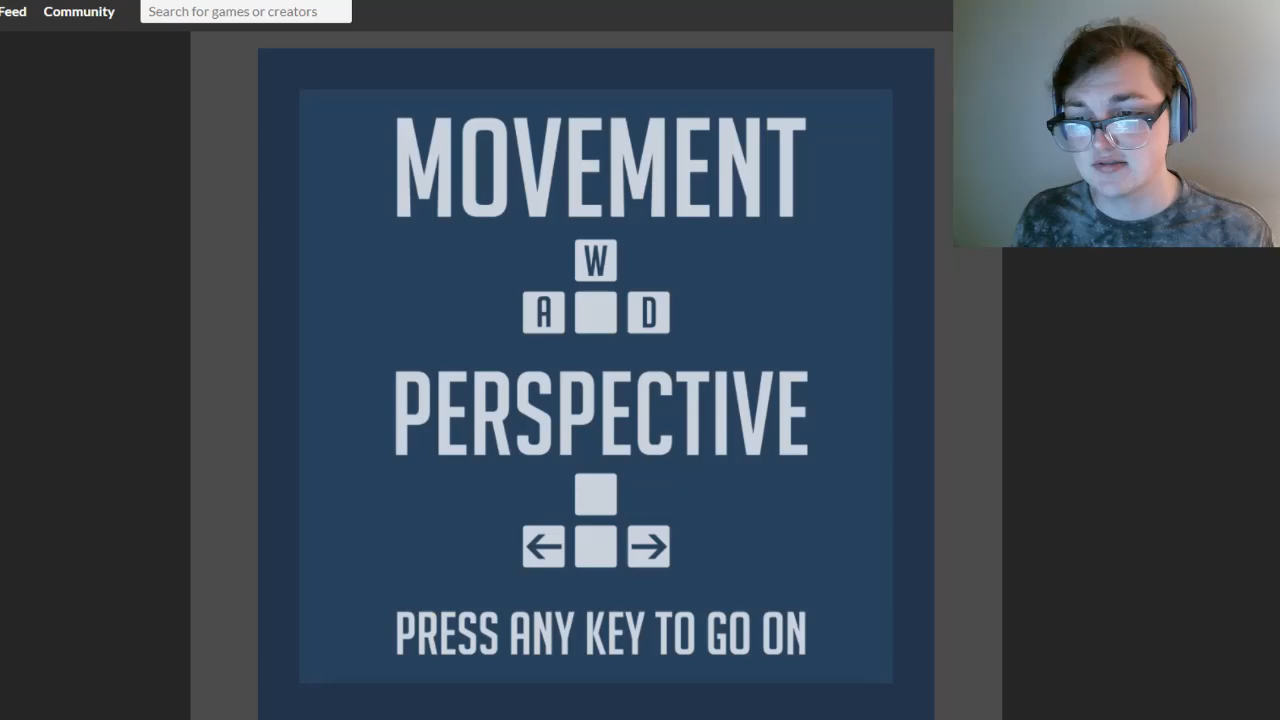 Feed Community Search for games or creators
MOVEMENT
W
A D
PERSPECTIVE
← →
PRESS ANY KEY TO GO ON